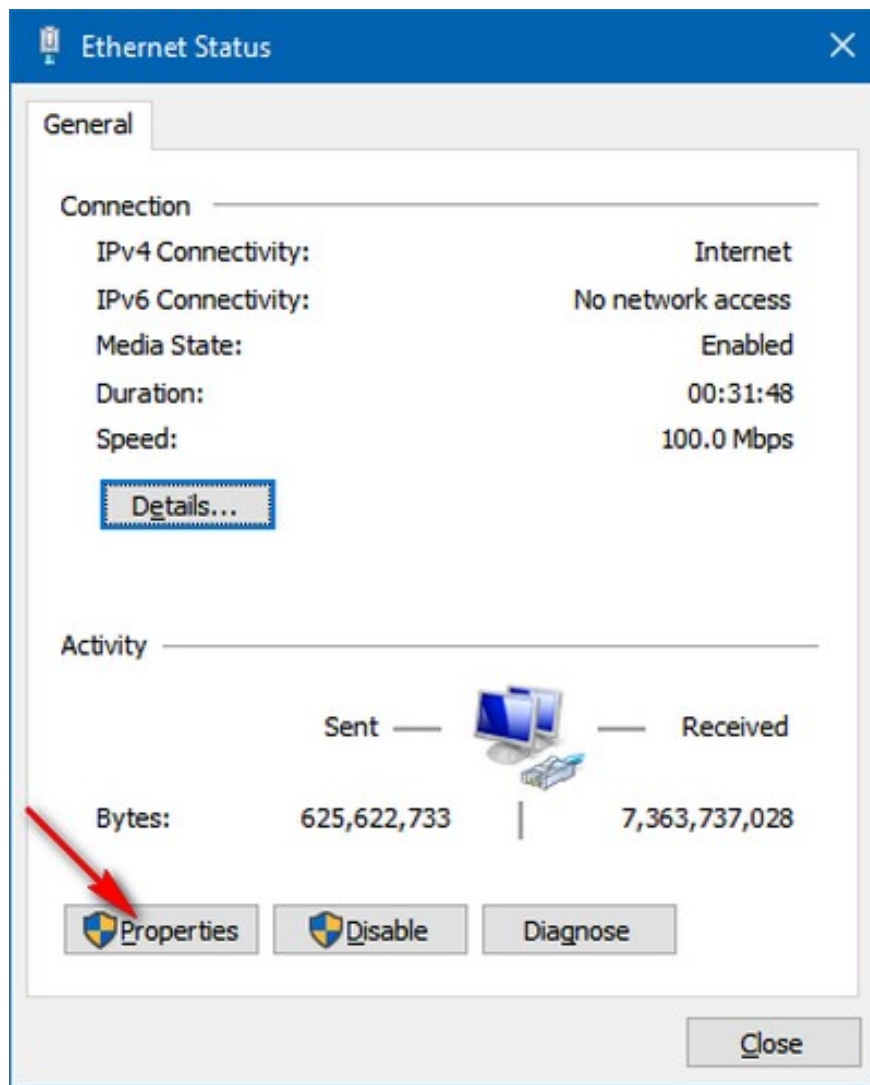 Ethernet Status
General
Connection
IPv4 Connectivity: Internet
IPv6 Connectivity: No network access
Media State: Enabled
Duration: 00:31:48
Speed: 100.0 Mbps
Details...
Activity
Sent — — Received
Bytes: 625,622,733 | 7,363,737,028
Properties Disable Diagnose
Close